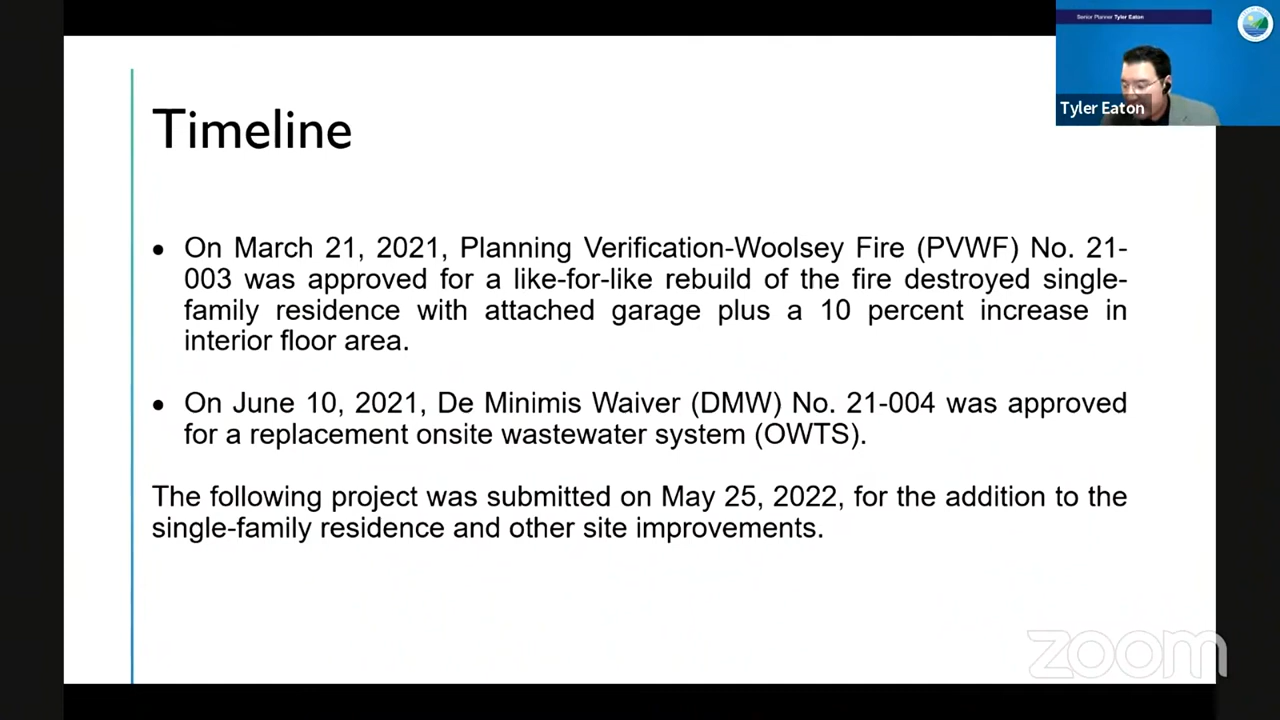 Senior Planner Tyler Eaton
Tyler Eaton
Timeline
• On March 21, 2021, Planning Verification-Woolsey Fire (PVWF) No. 21-
003 was approved for a like-for-like rebuild of the fire destroyed single-
family residence with attached garage plus a 10 percent increase in
interior floor area.
• On June 10, 2021, De Minimis Waiver (DMW) No. 21-004 was approved
for a replacement onsite wastewater system (OWTS).
The following project was submitted on May 25, 2022, for the addition to the
single-family residence and other site improvements.
zoom